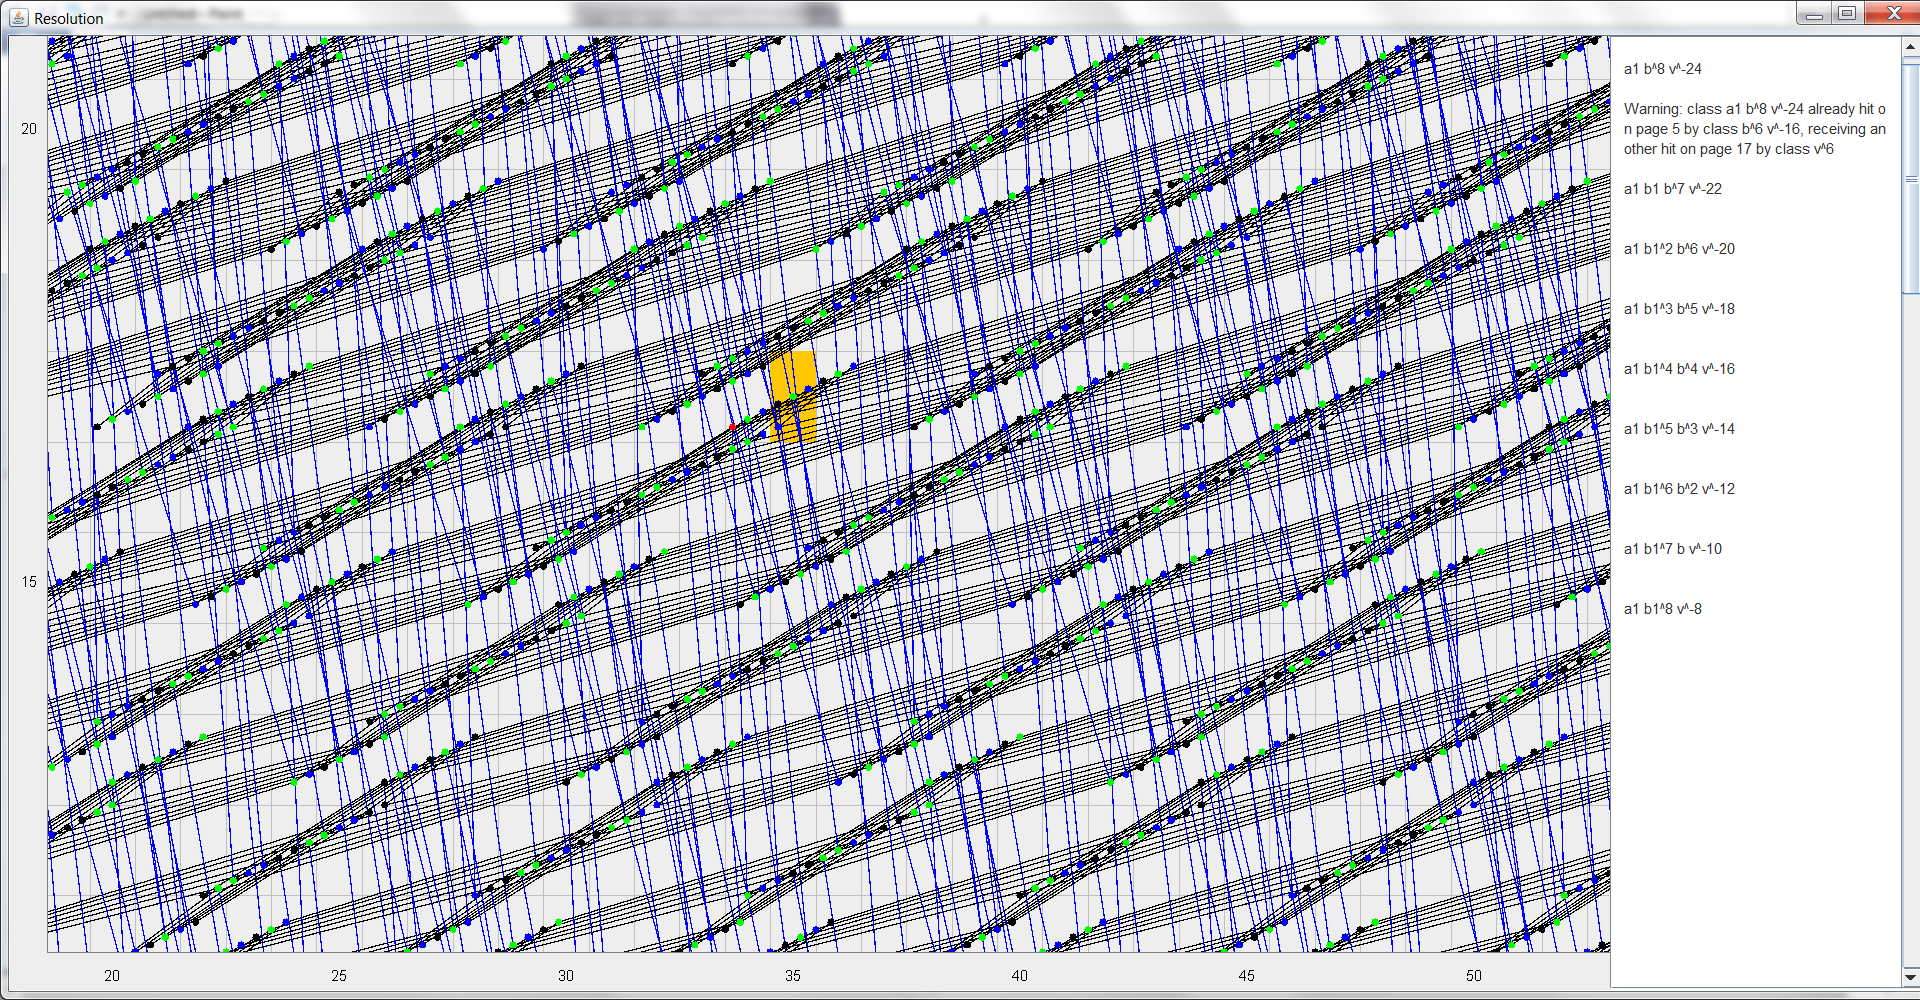 Resolution
20
15
20 25 30 35 40 45 50
a1 b^8 v^-24
Warning: class a1 b^8 v^-24 already hit o
n page 5 by class b^6 v^-16, receiving an
other hit on page 17 by class v^6
a1 b1 b^7 v^-22
a1 b1^2 b^6 v^-20
a1 b1^3 b^5 v^-18
a1 b1^4 b^4 v^-16
a1 b1^5 b^3 v^-14
a1 b1^6 b^2 v^-12
a1 b1^7 b v^-10
a1 b1^8 v^-8